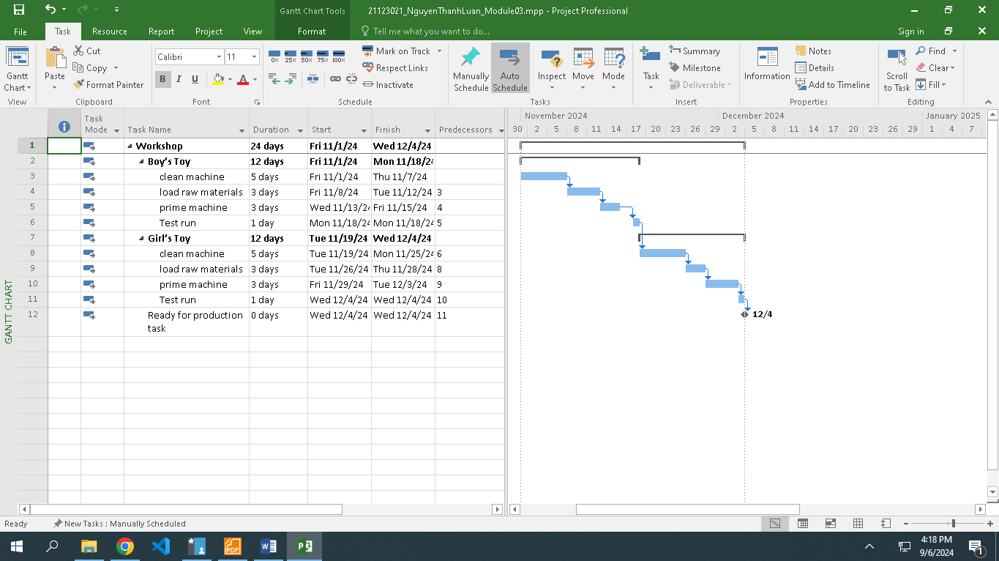 Gantt Chart Tools
21123021_NguyenThanhLuan_Module03.mpp - Project Professional
File Task Resource Report Project View Format Tell me what you want to do... Sign in
Gantt Chart
View
Paste
Cut
Copy
Format Painter
Clipboard
Calibri 11
B I U A
Font
0% 25% 50% 75% 100%
Mark on Track
Respect Links
Inactivate
Schedule
Manually Schedule
Auto Schedule
Inspect
Move
Mode
Tasks
Task
Summary
Milestone
Deliverable
Insert
Information
Notes
Details
Add to Timeline
Properties
Scroll to Task
Find
Clear
Fill
Editing
Task Mode Task Name Duration Start Finish Predecessors
November 2024 December 2024 January 2025
30 2 5 8 11 14 17 20 23 26 29 2 5 8 11 14 17 20 23 26 29 1 4 7
1 Workshop 24 days Fri 11/1/24 Wed 12/4/24
2 Boy's Toy 12 days Fri 11/1/24 Mon 11/18/24
3 clean machine 5 days Fri 11/1/24 Thu 11/7/24
4 load raw materials 3 days Fri 11/8/24 Tue 11/12/24 3
5 prime machine 3 days Wed 11/13/24 Fri 11/15/24 4
6 Test run 1 day Mon 11/18/24 Mon 11/18/24 5
7 Girl's Toy 12 days Tue 11/19/24 Wed 12/4/24
8 clean machine 5 days Tue 11/19/24 Mon 11/25/24 6
9 load raw materials 3 days Tue 11/26/24 Thu 11/28/24 8
10 prime machine 3 days Fri 11/29/24 Tue 12/3/24 9
11 Test run 1 day Wed 12/4/24 Wed 12/4/24 10
12 Ready for production task 0 days Wed 12/4/24 Wed 12/4/24 11
12/4
GANTT CHART
Ready New Tasks : Manually Scheduled
PDF
4:18 PM
9/6/2024
1